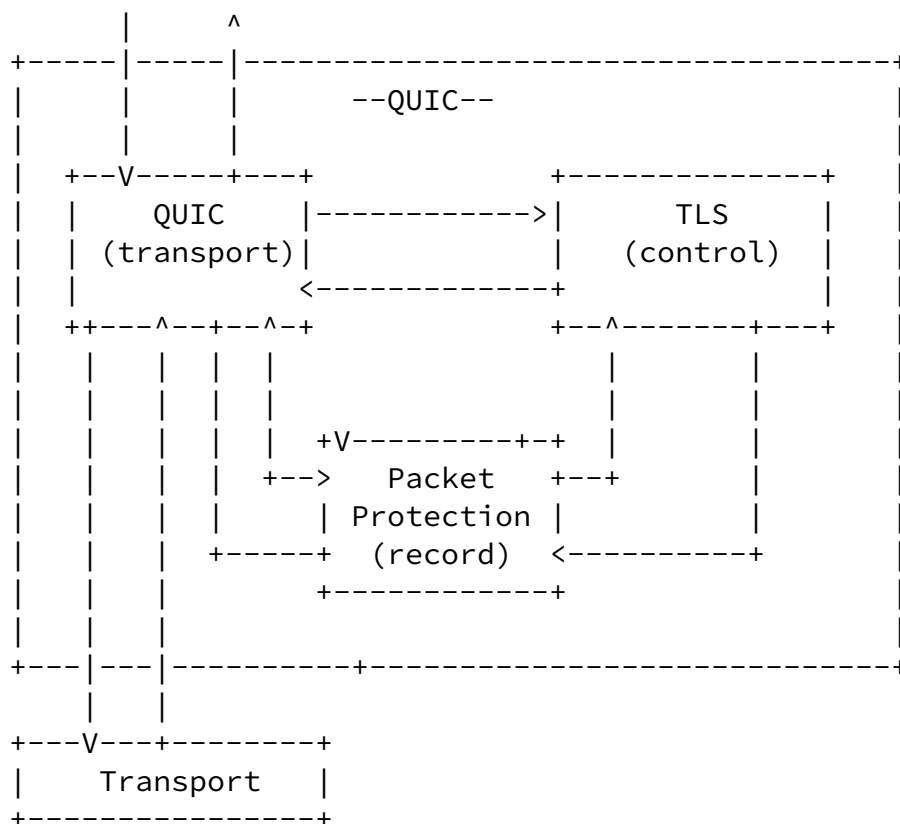 --QUIC--
QUIC TLS
(transport) (control)
Packet
Protection
(record)
Transport